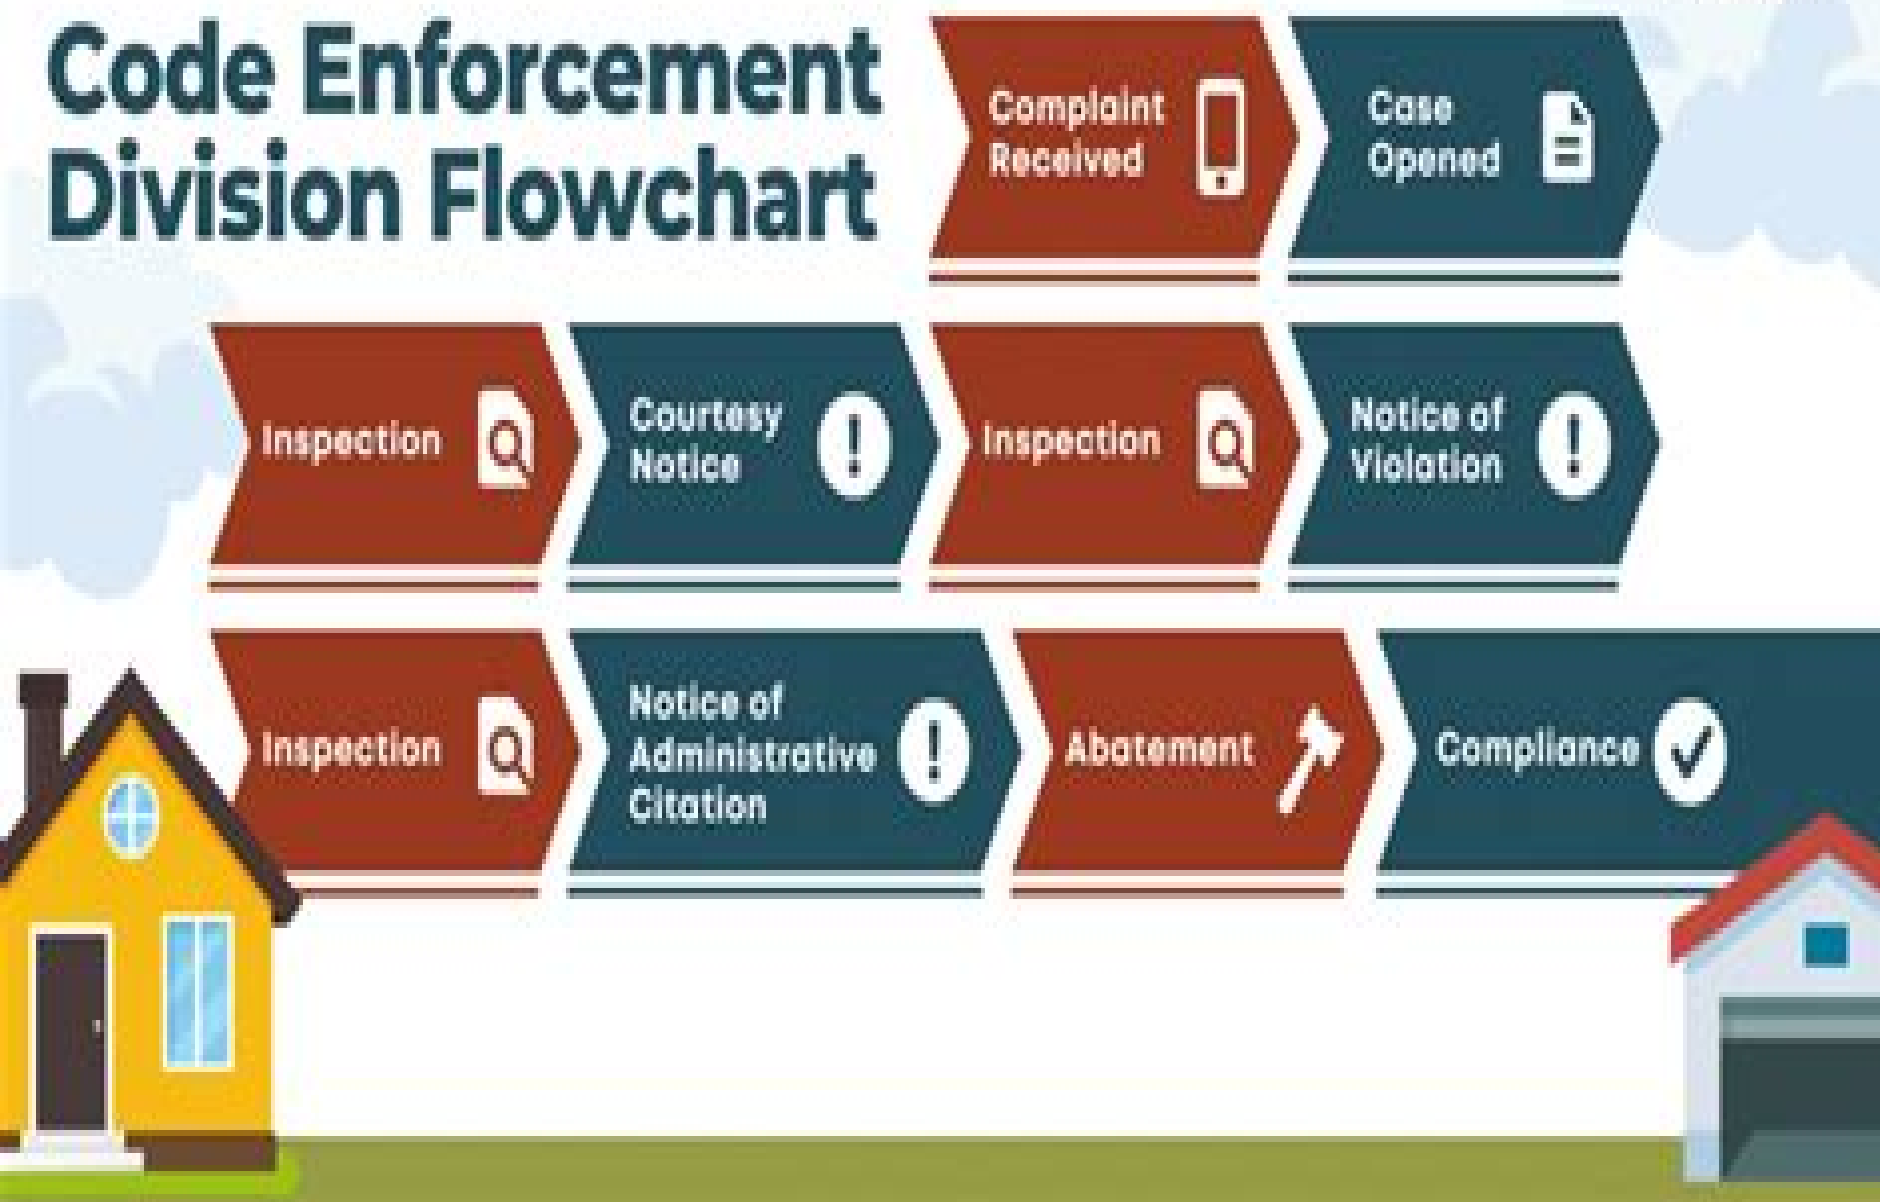 Code Enforcement
Division Flowchart
Complaint
Received
Case
Opened
Inspection
Courtesy
Notice
Inspection
Notice of
Violation
Inspection
Notice of
Administrative
Citation
Abatement
Compliance